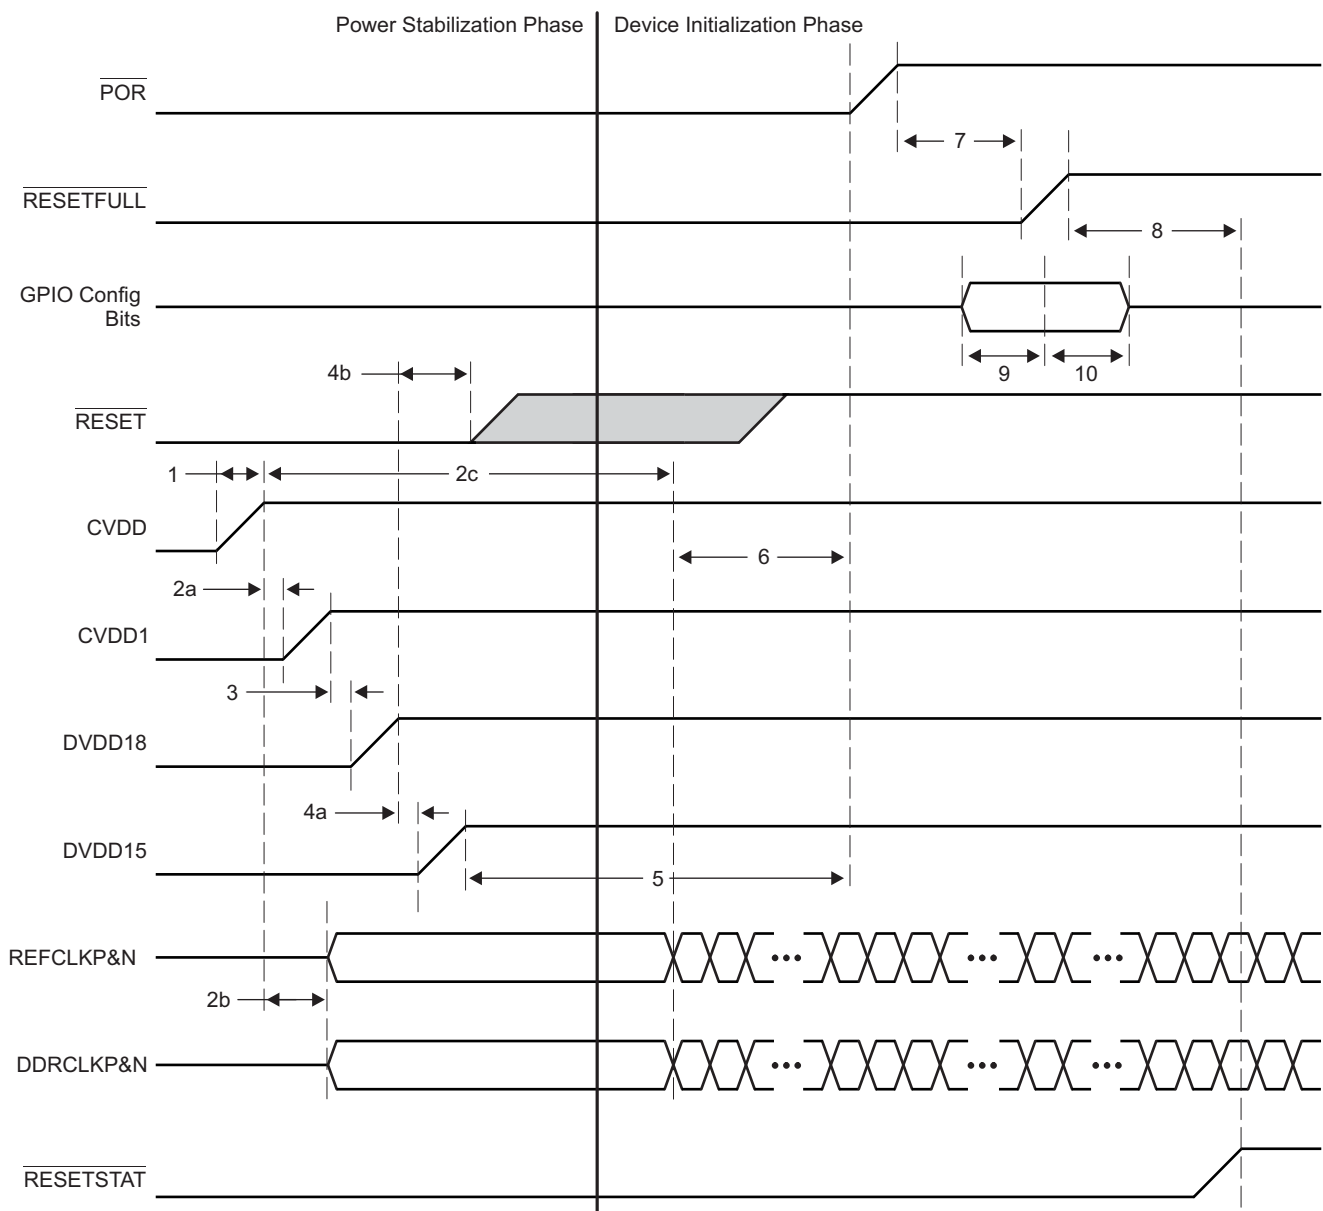 Power Stabilization Phase
Device Initialization Phase
POR
7
RESETFULL
8
GPIO Config
Bits
9
10
4b
RESET
1
2c
CVDD
6
2a
CVDD1
3
DVDD18
4a
DVDD15
5
REFCLKP&N
2b
DDRCLKP&N
RESETSTAT